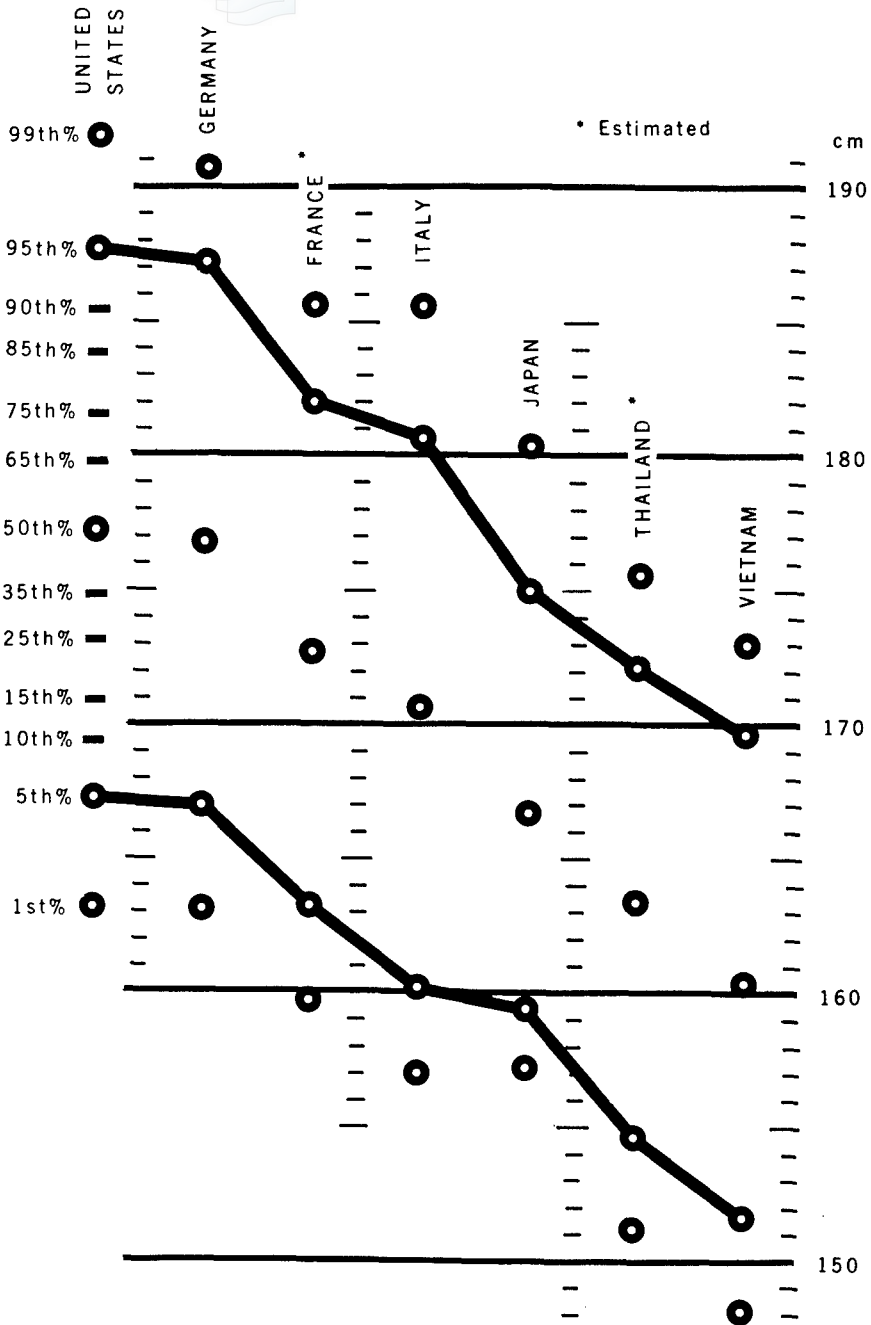 UNITED
STATES
GERMANY
99th%
* Estimated
cm
190
*
FRANCE
ITALY
95th%
90th%
85th%
JAPAN
75th%
*
THAILAND
65th%
180
VIETNAM
50th%
35th%
25th%
15th%
10th%
170
5th%
1st%
160
150